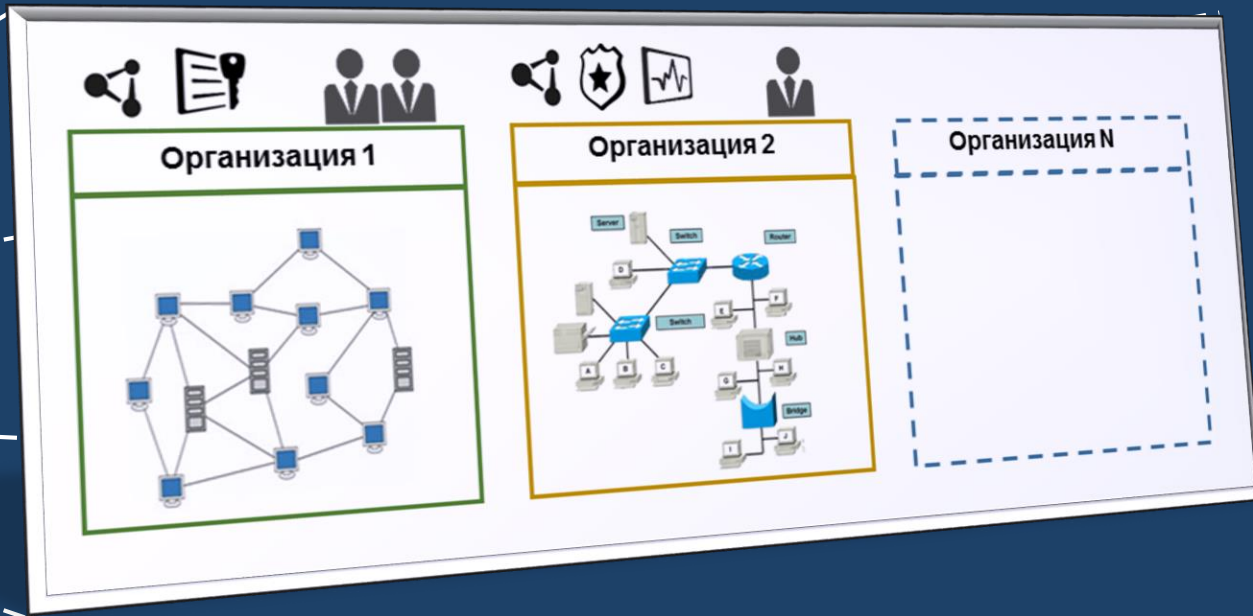 Организация 1
Организация 2
Организация N
Server
Switch
Router
D
E
F
Switch
Hub
A
B
C
G
H
Bridge
I
J